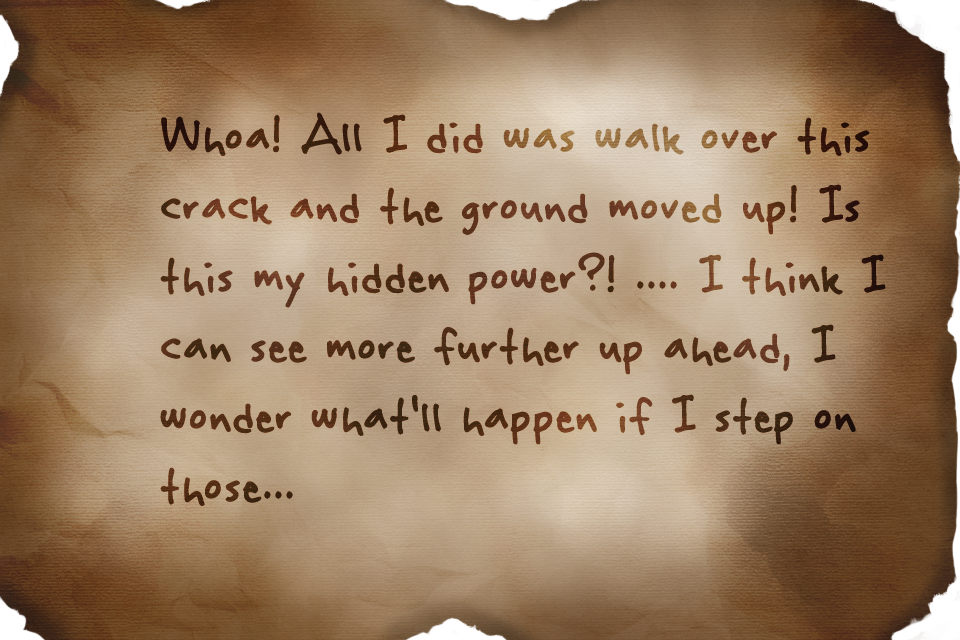 Whoa! All I did was walk over this
crack and the ground moved up! Is
this my hidden power?! .... I think I
can see more further up ahead, I
wonder what'll happen if I step on
those...